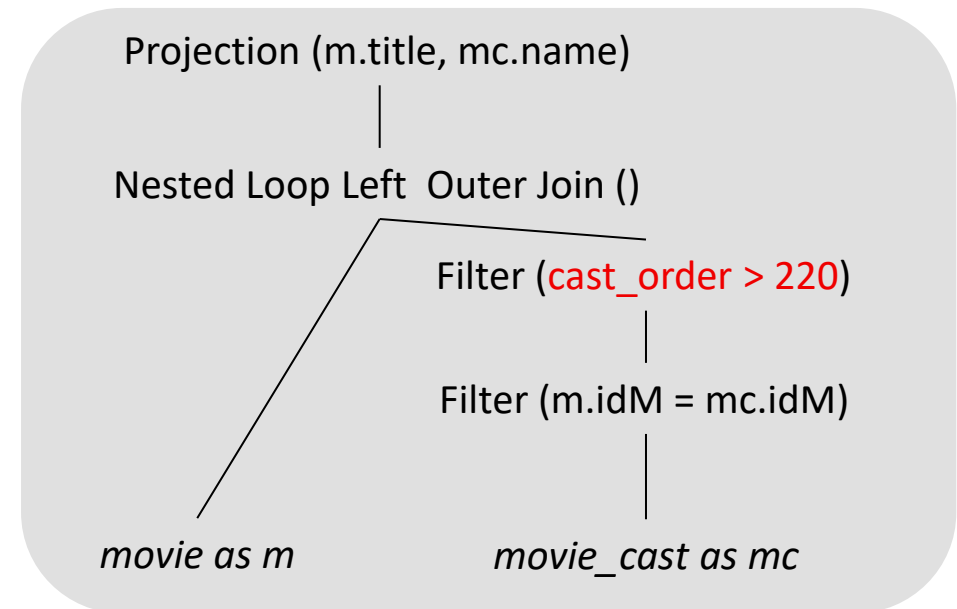 Projection (m.title, mc.name)
Nested Loop Left  Outer Join ()
Filter (cast_order > 220)
Filter (m.idM = mc.idM)
movie as m
movie_cast as mc